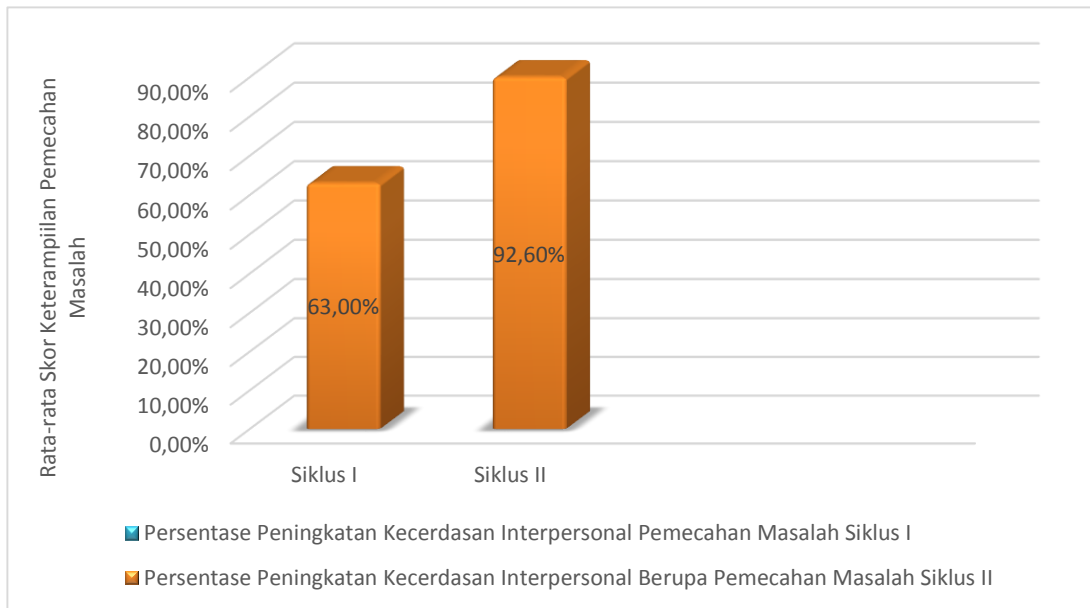 Rata-rata Skor Keterampiilan Pemecahan
Masalah
90,00%
80,00%
70,00%
60,00%
50,00%
40,00%
30,00%
20,00%
10,00%
0,00%
63,00%
92,60%
Siklus I
Siklus II
Persentase Peningkatan Kecerdasan Interpersonal Pemecahan Masalah Siklus I
Persentase Peningkatan Kecerdasan Interpersonal Berupa Pemecahan Masalah Siklus II